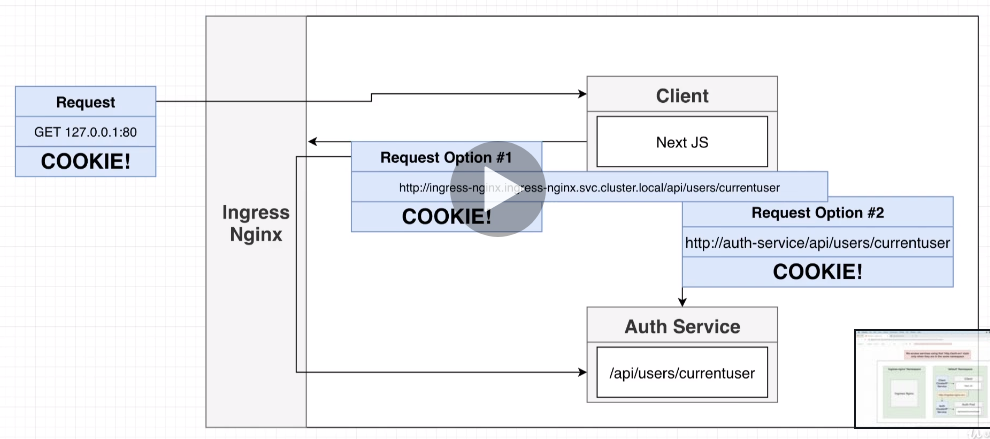 Request
GET 127.0.0.1:80
COOKIE!
Ingress
Nginx
Client
Next JS
Request Option #1
http://ingress-nginx.ingress-nginx.svc.cluster.local/api/users/currentuser
COOKIE!
Request Option #2
http://auth-service/api/users/currentuser
COOKIE!
Auth Service
/api/users/currentuser